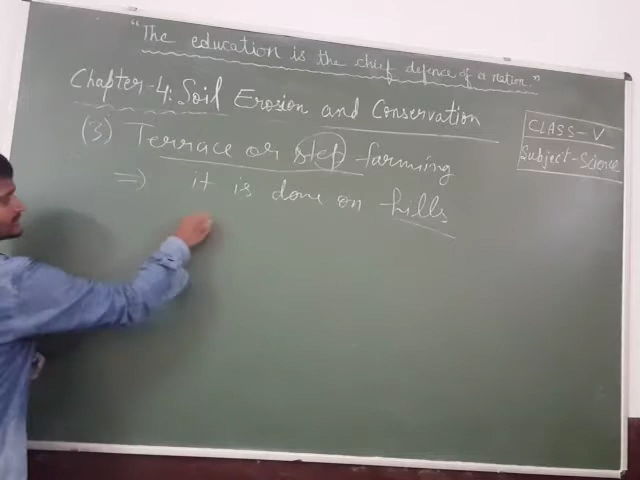 "The education is the chief defence of a nation."
Chapter-4: Soil Erosion and Conservation
CLASS-V
Subject-Science
(3) Terrace or step farming
⇒ it is done on hills